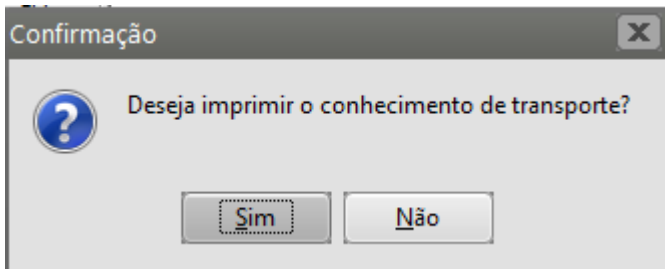 Confirmação
Deseja imprimir o conhecimento de transporte?
Sim
Não